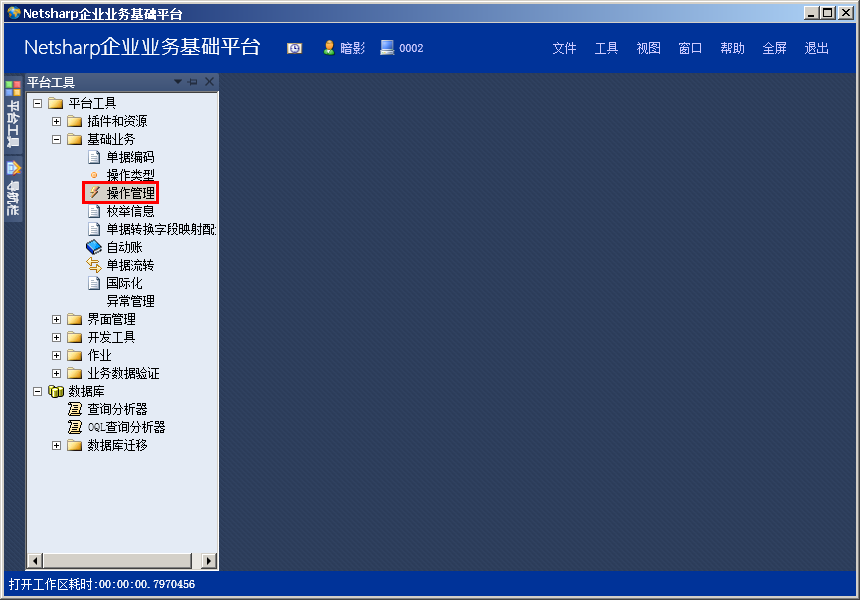 Netsharp企业业务基础平台
Netsharp企业业务基础平台 暗影 0002 文件 工具 视图 窗口 帮助 全屏 退出
平台工具
导航栏
平台工具
平台工具
插件和资源
基础业务
单据编码
操作类型
操作管理
枚举信息
单据转换字段映射配
自动账
单据流转
国际化
异常管理
界面管理
开发工具
作业
业务数据验证
数据库
查询分析器
OQL查询分析器
数据库迁移
打开工作区耗时:00:00:00.7970456